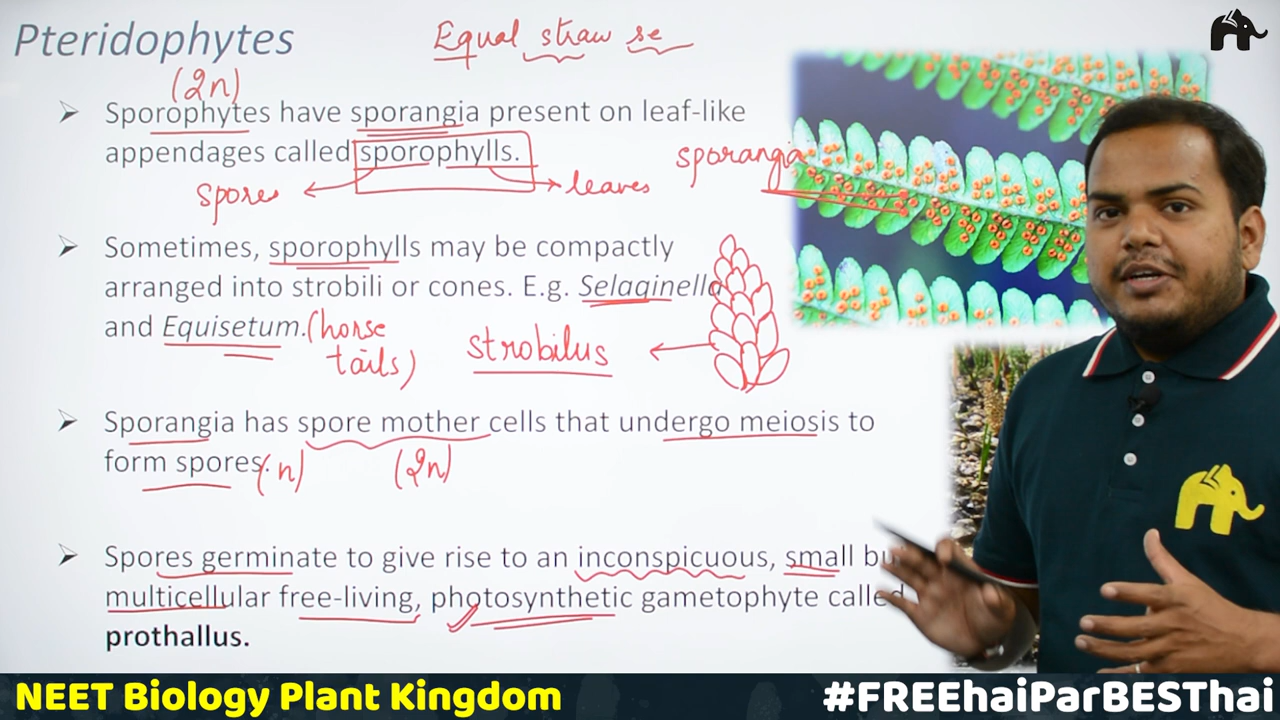 Pteridophytes
Equal straw se
(2n)
➢ Sporophytes have sporangia present on leaf-like
appendages called sporophylls.
sporangia
spores
leaves
➢ Sometimes, sporophylls may be compactly
arranged into strobili or cones. E.g. Selaginella
and Equisetum. (horse
tails)
strobilus
➢ Sporangia has spore mother cells that undergo meiosis to
form spores. (n)
(2n)
➢ Spores germinate to give rise to an inconspicuous, small bu
multicellular free-living, photosynthetic gametophyte called
prothallus.
NEET Biology Plant Kingdom
#FREEhaiParBESThai